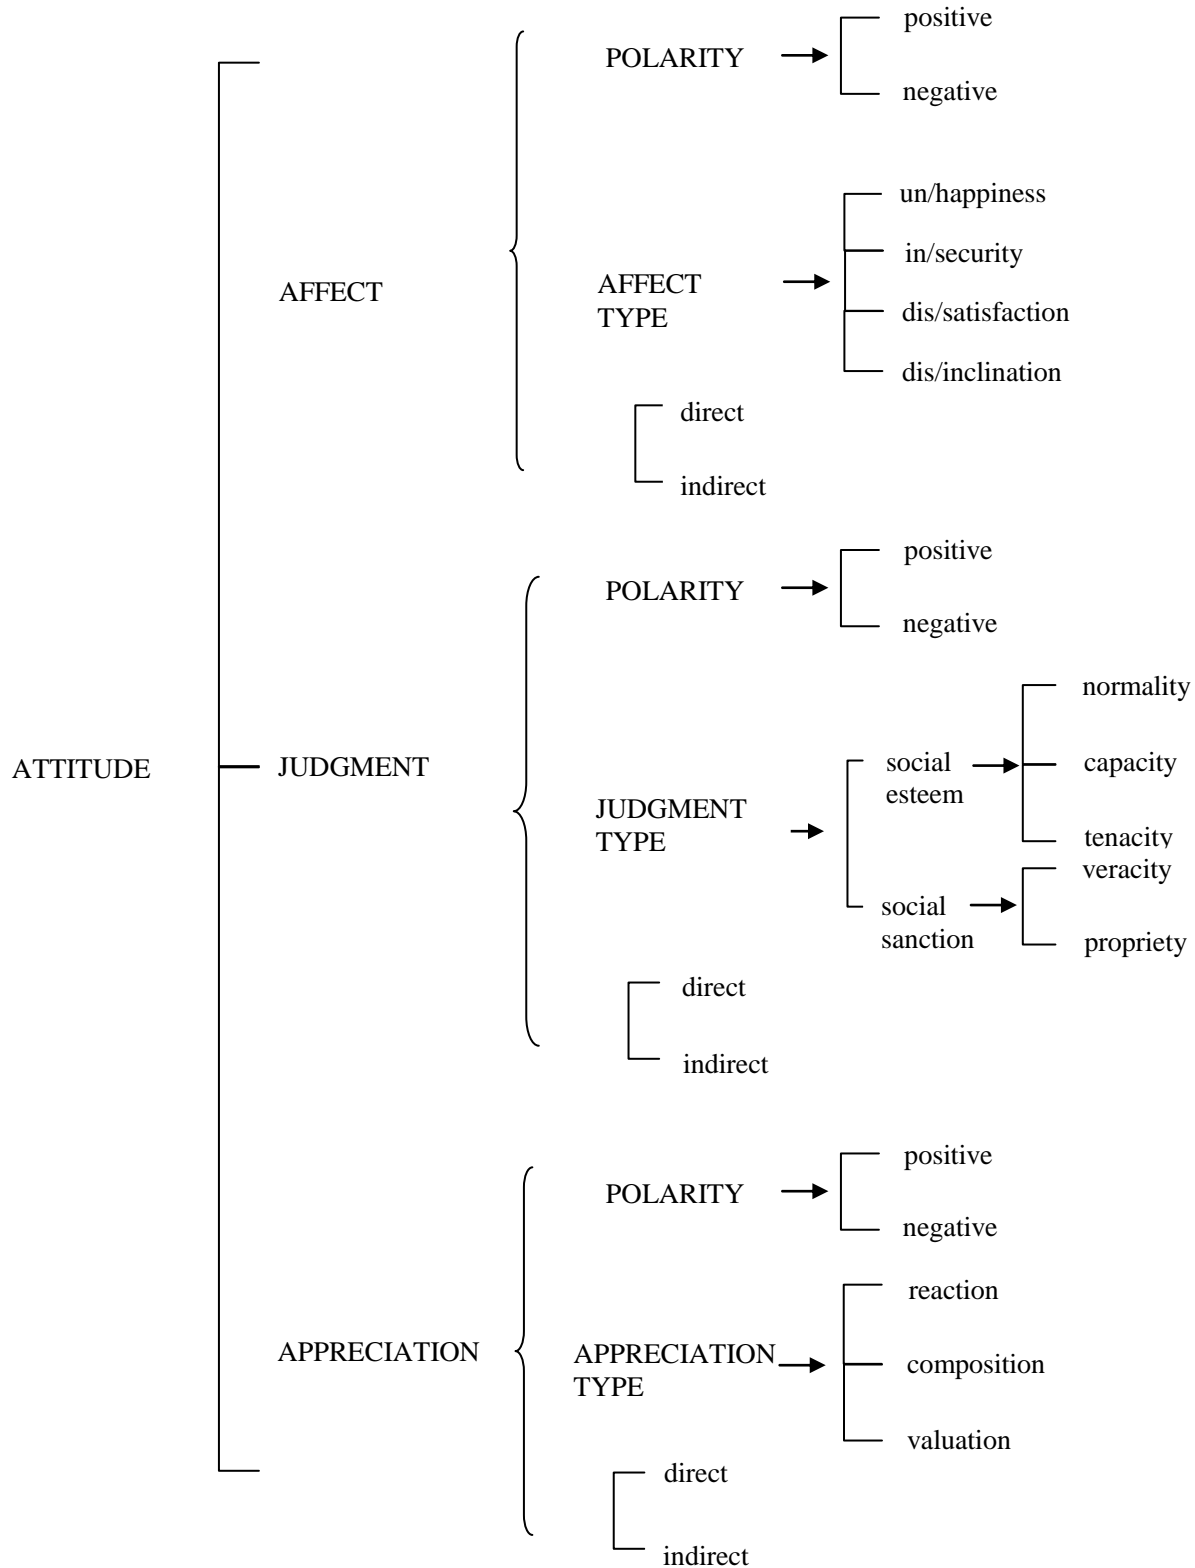 positive
POLARITY
negative
un/happiness
in/security
AFFECT
AFFECT
TYPE
dis/satisfaction
dis/inclination
direct
indirect
positive
POLARITY
negative
normality
ATTITUDE
JUDGMENT
social
esteem
capacity
JUDGMENT
TYPE
tenacity
veracity
social
sanction
propriety
direct
indirect
positive
POLARITY
negative
reaction
APPRECIATION
APPRECIATION
TYPE
composition
valuation
direct
indirect